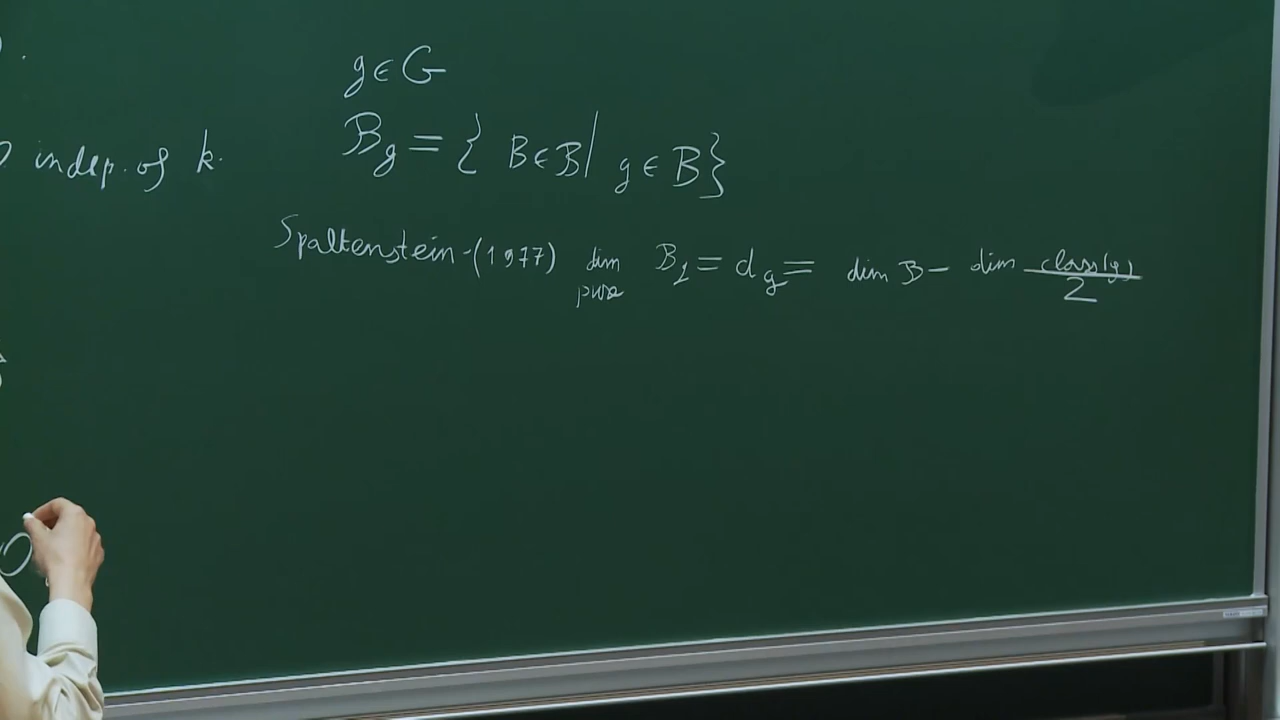 g ∈ G
indep. of k.
B_g = { B ∈ B | g ∈ B }
Spaltenstein-(1977) dim B_g = d_g = dim B - dim class(g) / 2
pure